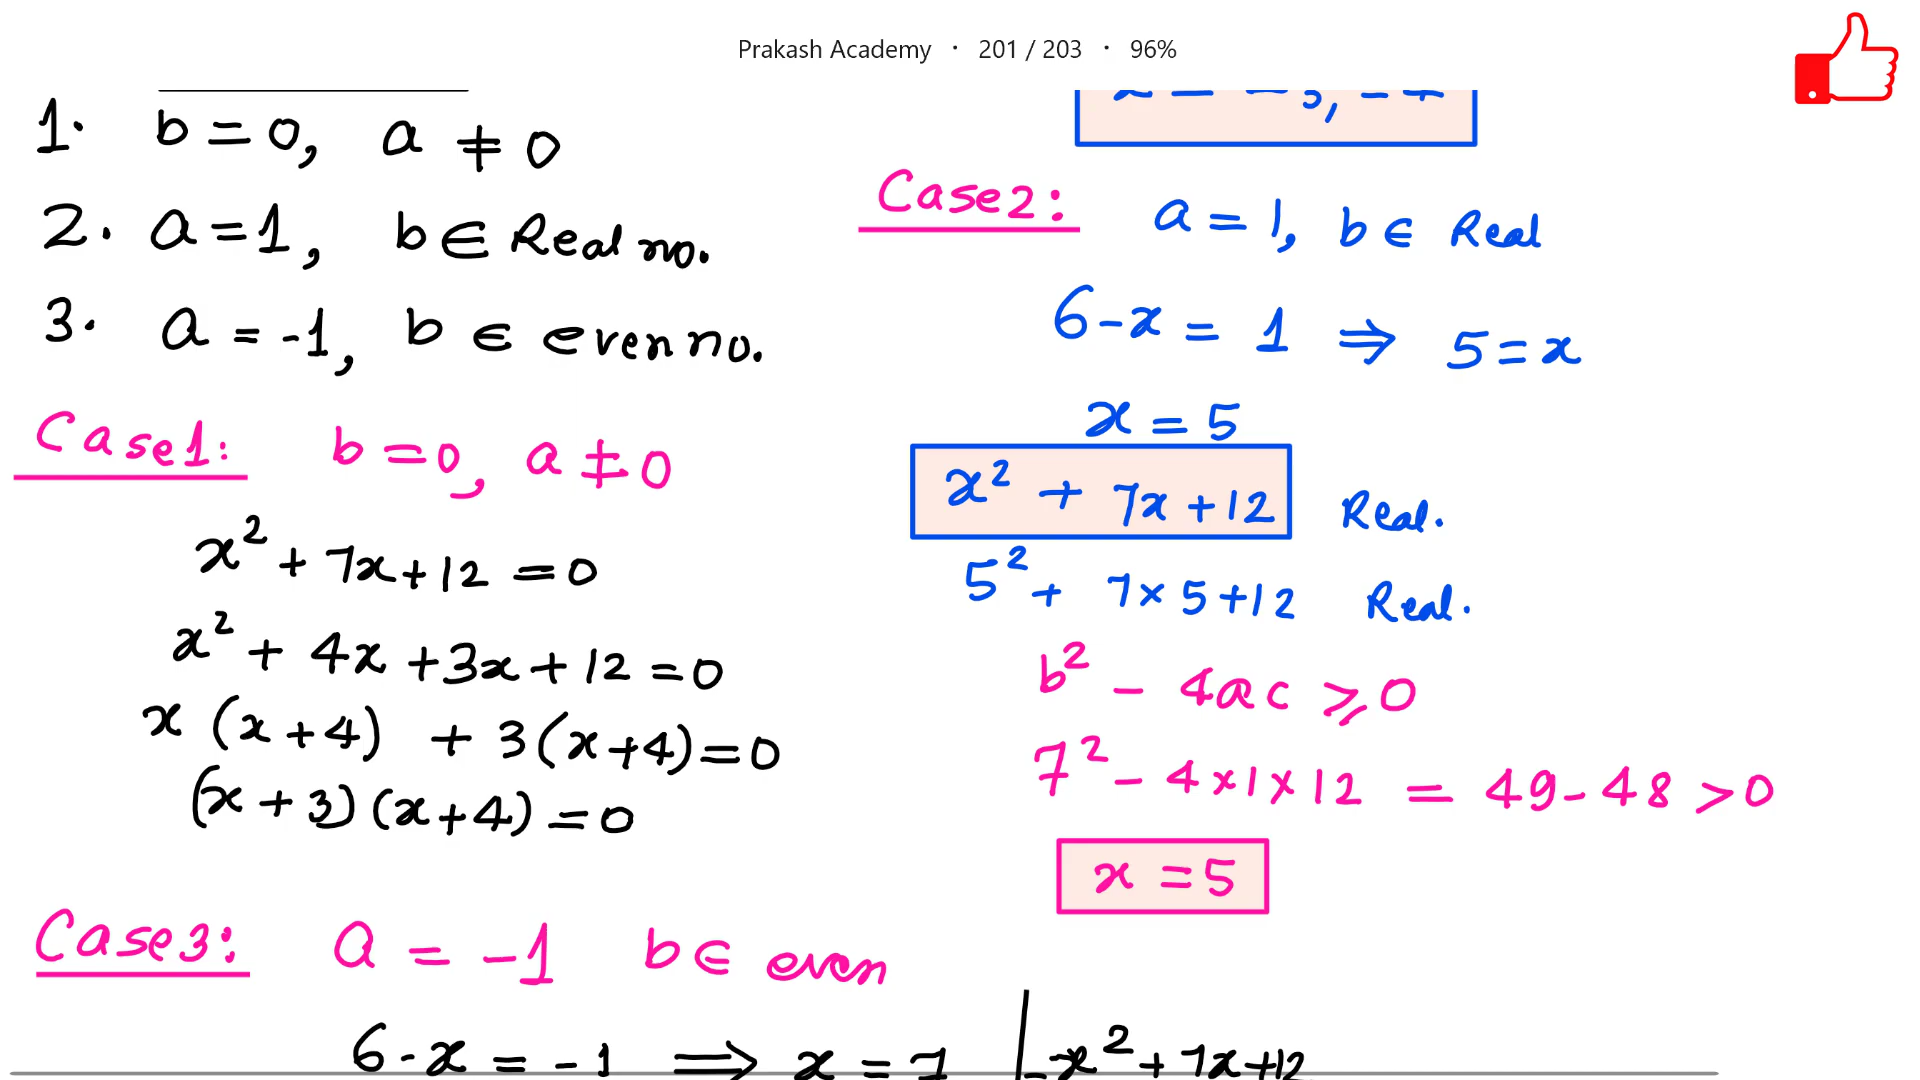 Prakash Academy · 201 / 203 · 96%
1. b = 0, a ≠ 0
2. a = 1, b ∈ Real no.
3. a = -1, b ∈ even no.
Case1: b = 0, a ≠ 0
x² + 7x + 12 = 0
x² + 4x + 3x + 12 = 0
x (x + 4) + 3 (x + 4) = 0
(x + 3) (x + 4) = 0
Case2: a = 1, b ∈ Real
6 - x = 1 ⇒ 5 = x
x = 5
x² + 7x + 12 Real.
5² + 7 × 5 + 12 Real.
b² - 4ac ⩾ 0
7² - 4 × 1 × 12 = 49 - 48 > 0
x = 5
Case3: a = -1 b ∈ even
6 - x = -1 ⟹ x = 7
x² + 7x + 12